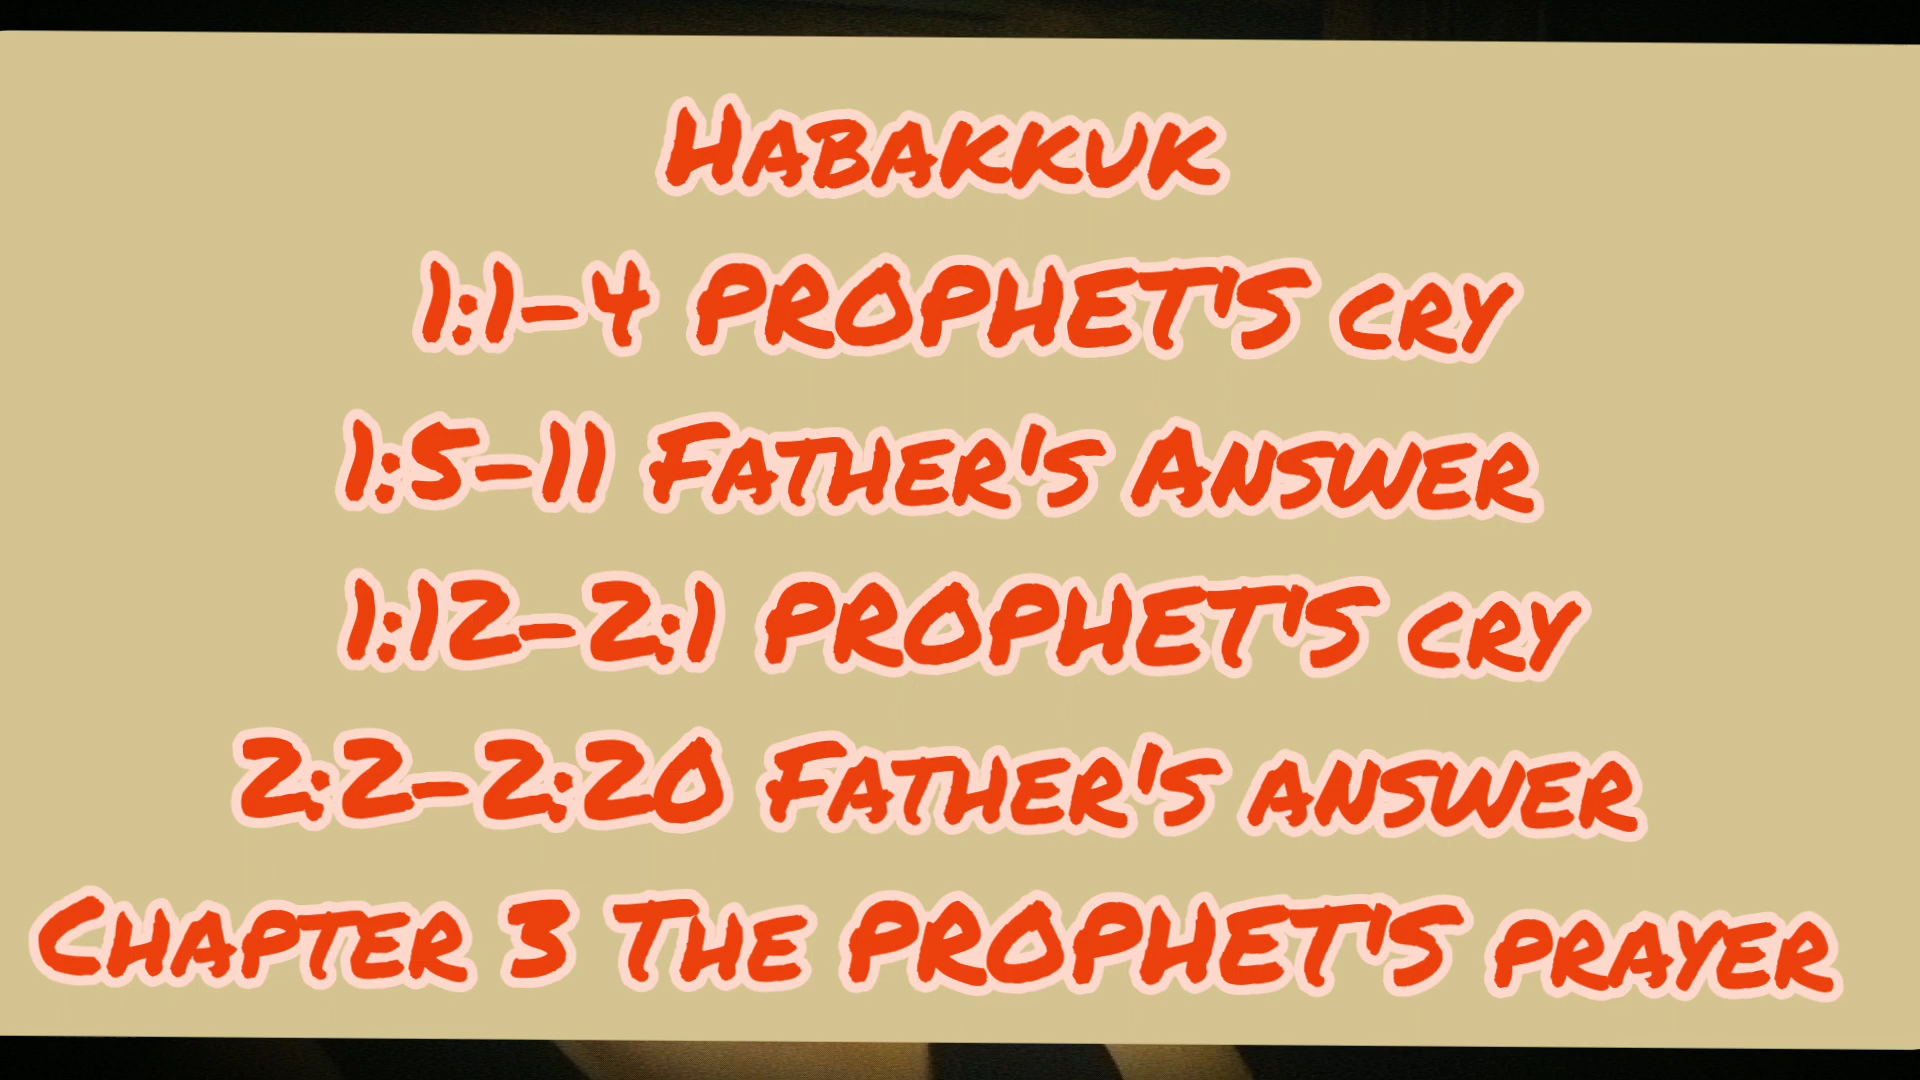 Habakkuk
1:1-4 PROPHET'S cry
1:5-11 Father's Answer
1:12-2:1 PROPHET'S cry
2:2-2:20 Father's answer
Chapter 3 The PROPHET'S prayer